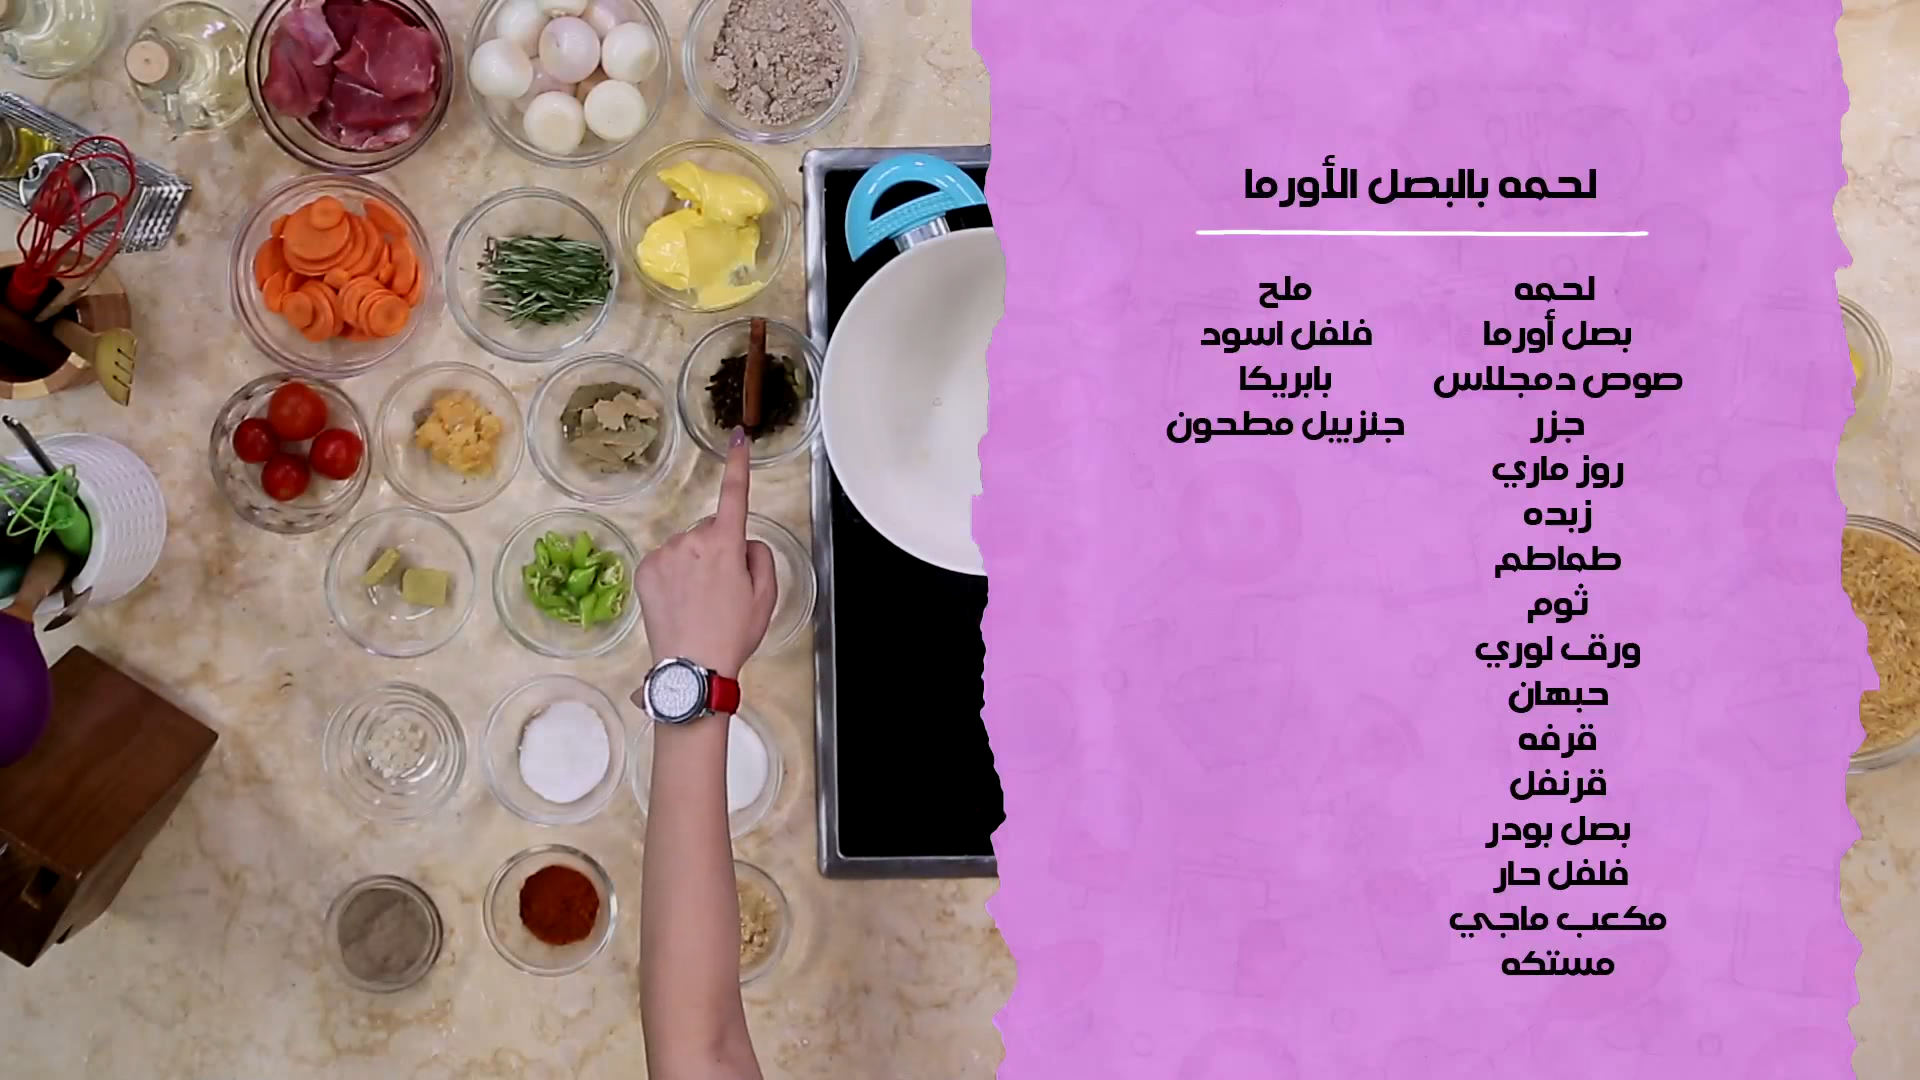 لحمه بالبصل الأورما
لحمه
بصل أورما
صوص دمجلاس
جزر
روز ماري
زبده
طماطم
ثوم
ورق لوري
حبهان
قرفه
قرنفل
بصل بودر
فلفل حار
مكعب ماجي
مستكه
ملح
فلفل اسود
بابريكا
جنزبيل مطحون